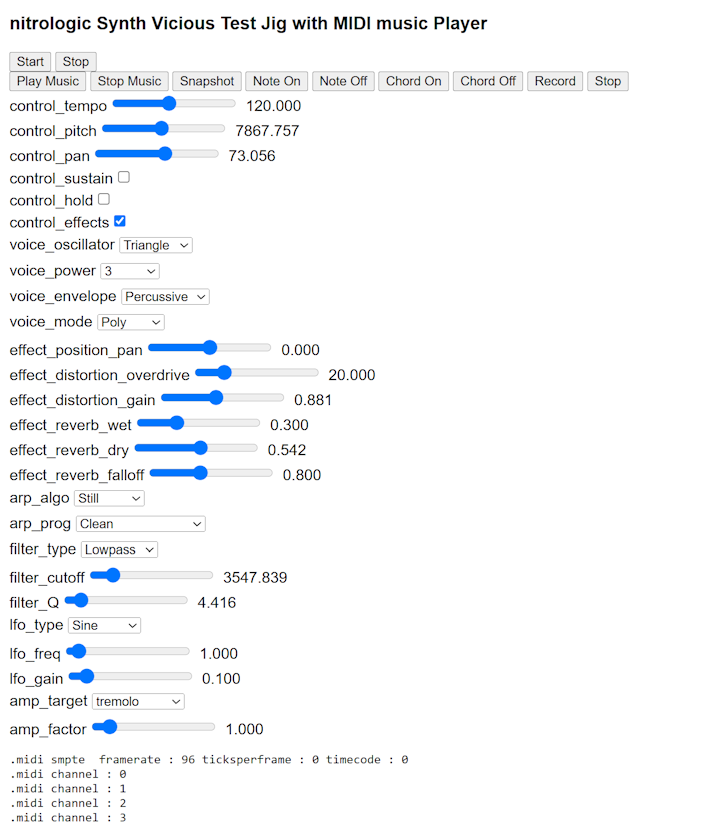 nitrologic Synth Vicious Test Jig with MIDI music Player
Start Stop
Play Music Stop Music Snapshot Note On Note Off Chord On Chord Off Record Stop
control_tempo 120.000
control_pitch 7867.757
control_pan 73.056
control_sustain
control_hold
control_effects
voice_oscillator Triangle
voice_power 3
voice_envelope Percussive
voice_mode Poly
effect_position_pan 0.000
effect_distortion_overdrive 20.000
effect_distortion_gain 0.881
effect_reverb_wet 0.300
effect_reverb_dry 0.542
effect_reverb_falloff 0.800
arp_algo Still
arp_prog Clean
filter_type Lowpass
filter_cutoff 3547.839
filter_Q 4.416
lfo_type Sine
lfo_freq 1.000
lfo_gain 0.100
amp_target tremolo
amp_factor 1.000
.midi smpte  framerate : 96 ticksperframe : 0 timecode : 0
.midi channel : 0
.midi channel : 1
.midi channel : 2
.midi channel : 3